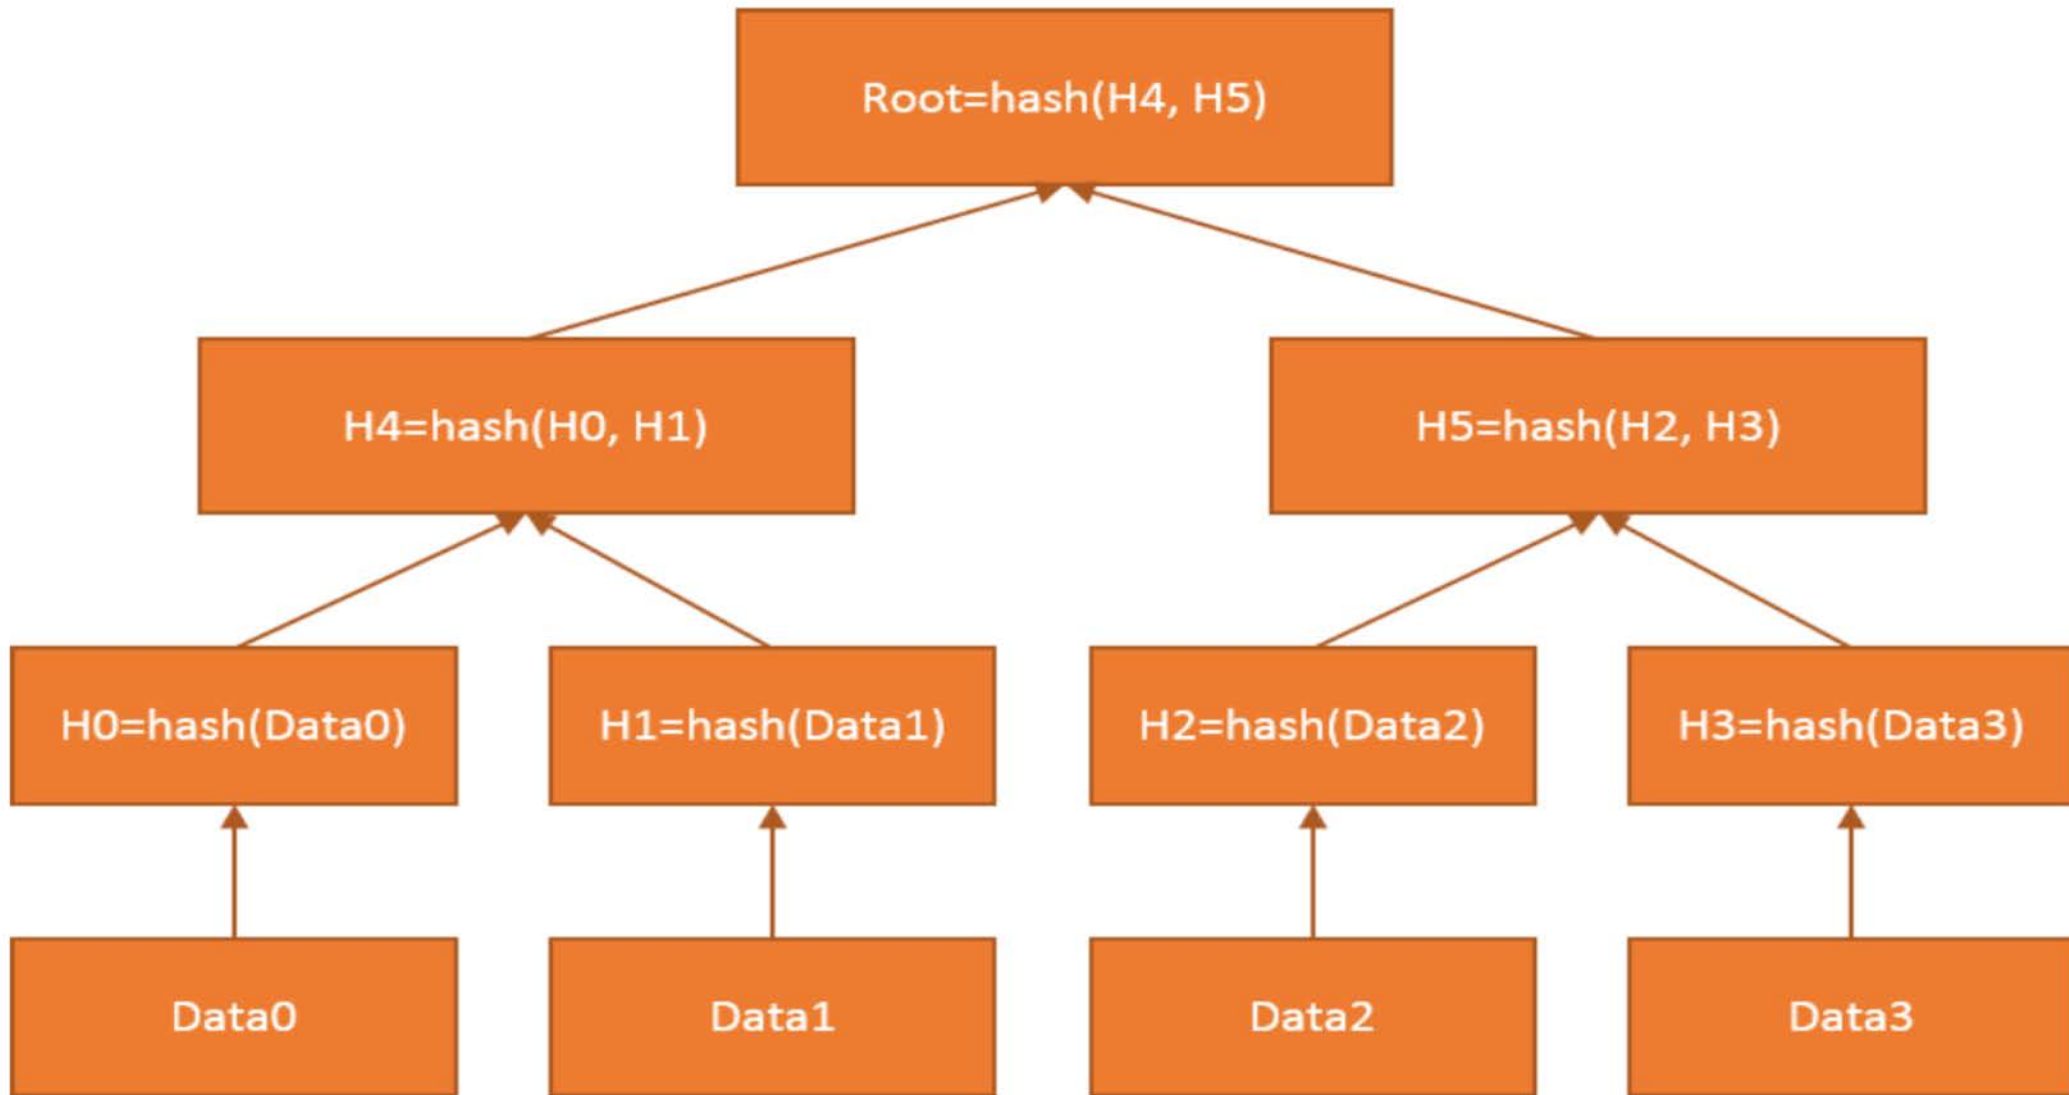 Root=hash(H4, H5)
H4=hash(H0, H1)
H5=hash(H2, H3)
H0=hash(Data0)
H1=hash(Data1)
H2=hash(Data2)
H3=hash(Data3)
Data0
Data1
Data2
Data3